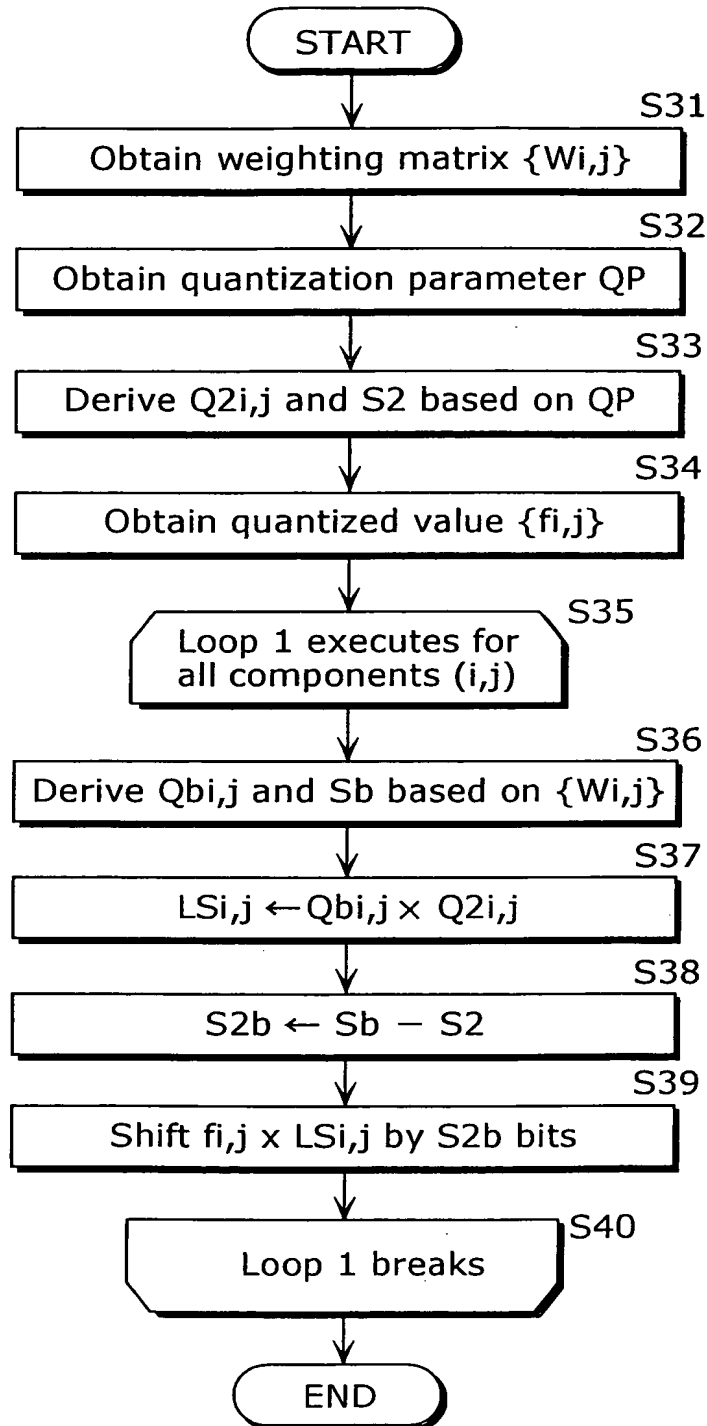 START
S31
Obtain weighting matrix {Wi,j}
S32
Obtain quantization parameter QP
S33
Derive Q2i,j and S2 based on QP
S34
Obtain quantized value {fi,j}
S35
Loop 1 executes for
all components (i,j)
S36
Derive Qbi,j and Sb based on {Wi,j}
S37
LSi,j ←Qbi,j × Q2i,j
S38
S2b ← Sb − S2
S39
Shift fi,j x LSi,j by S2b bits
S40
Loop 1 breaks
END